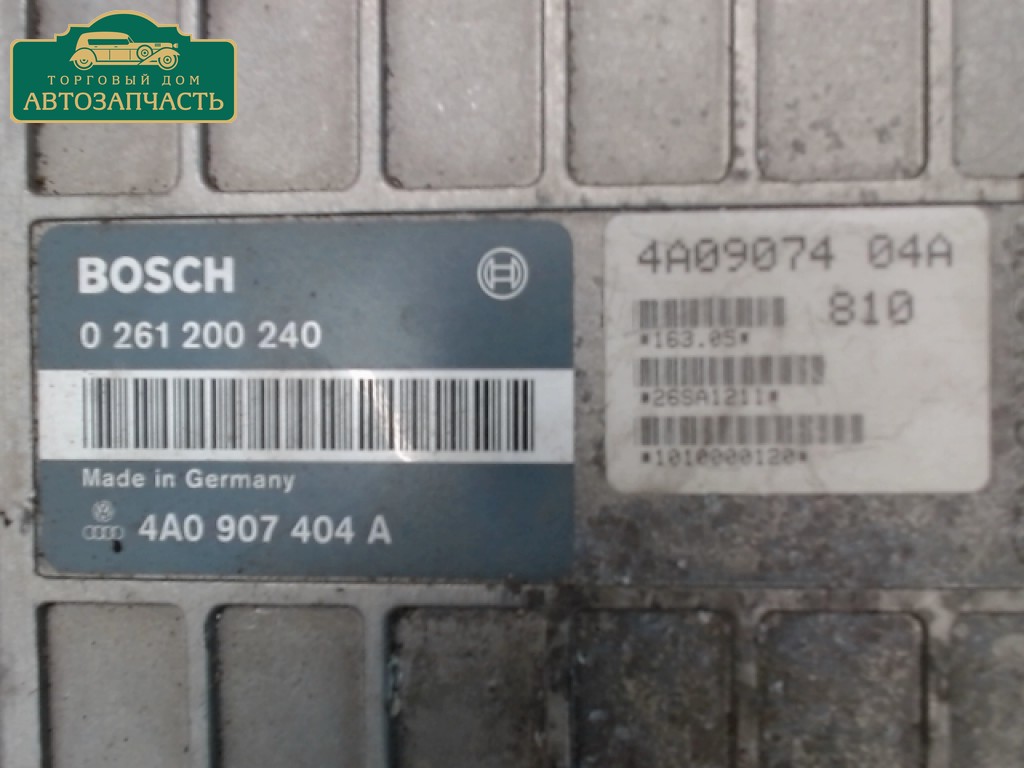 ТОРГОВЫЙ ДОМ
АВТОЗАПЧАСТЬ
BOSCH
0 261 200 240
Made in Germany
4A0 907 404 A
4A09074 04A
810
*163.05*
*26SA1211*
*1010000120*